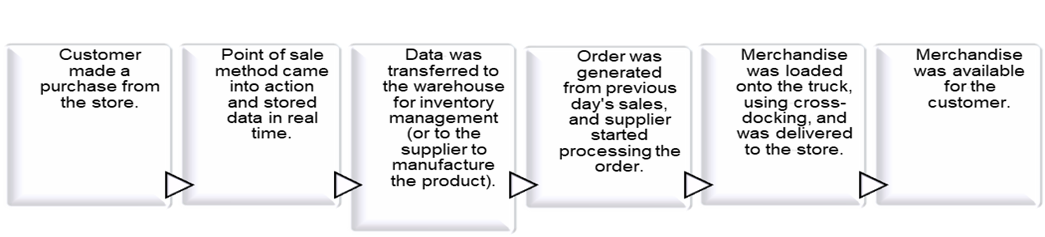 Customer
made a
purchase from
the store.
Point of sale
method came
into action
and stored
data in real
time.
Data was
transferred to
the warehouse
for inventory
management
(or to the
supplier to
manufacture
the product).
Order was
generated
from previous
day's sales,
and supplier
started
processing the
order.
Merchandise
was loaded
onto the truck,
using cross-
docking, and
was delivered
to the store.
Merchandise
was available
for the
customer.